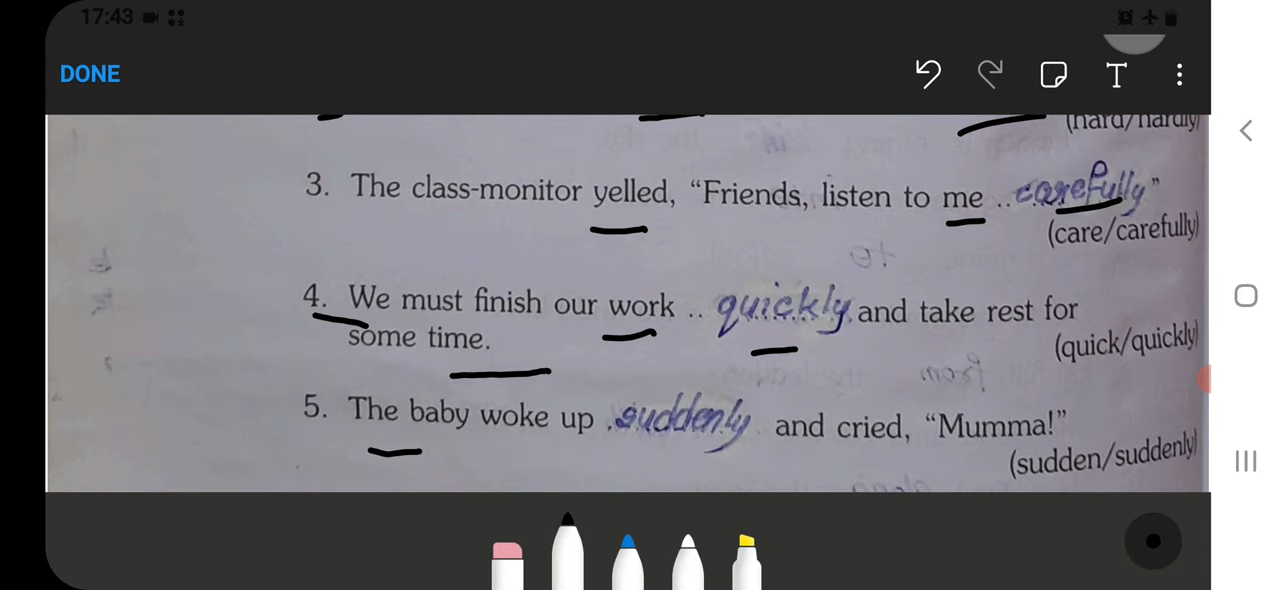 17:43
DONE
T
(hard/hardly)
3. The class-monitor yelled, “Friends, listen to me .. carefully ”
(care/carefully)
to
4. We must finish our work .. quickly and take rest for
some time.
(quick/quickly)
from
5. The baby woke up . suddenly and cried, “Mumma!”
(sudden/suddenly)